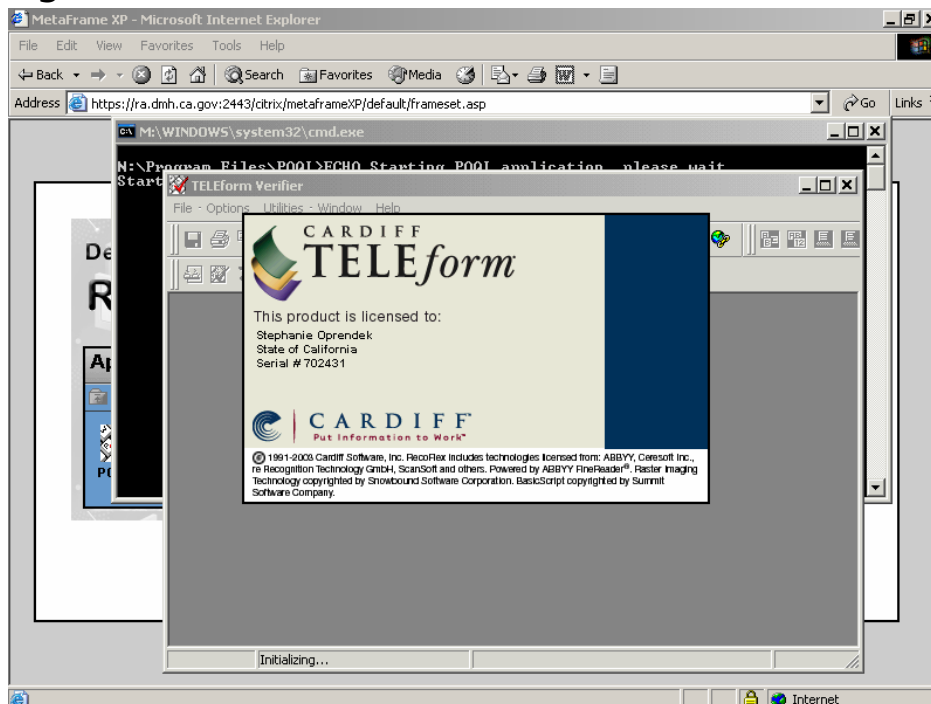 MetaFrame XP - Microsoft Internet Explorer
File Edit View Favorites Tools Help
Back Search Favorites Media
Address https://ra.dmh.ca.gov:2443/citrix/metaframeXP/default/frameset.asp Go Links
M:\WINDOWS\system32\cmd.exe
N:\Program Files\POQI>ECHO Starting POQI application, please wait
Start
TELEform Verifier
File Options Utilities Window Help
CARDIFF
TELEform
This product is licensed to:
Stephanie Oprendek
State of California
Serial # 702431
CARDIFF
Put Information to Work
© 1991-2003 Cardiff Software, Inc. RecoFlex includes technologies licensed from: ABBYY, Ceresoft Inc.,
re Recognition Technology GmbH, ScanSoft and others. Powered by ABBYY FineReader®. Raster Imaging
Technology copyrighted by Snowbound Software Corporation. BasicScript copyrighted by Summit
Software Company.
De
R
Ap
PO
Initializing...
Internet